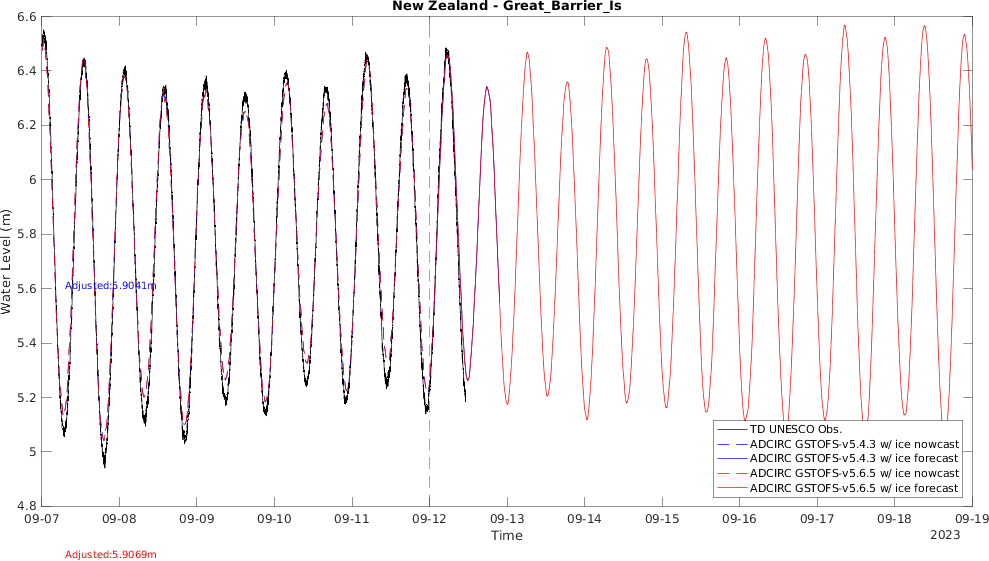 New Zealand - Great_Barrier_Is
6.6
6.4
6.2
6
5.8
5.6
5.4
5.2
5
4.8
Water Level (m)
Adjusted:5.9041m
TD UNESCO Obs.
ADCIRC GSTOFS-v5.4.3 w/ ice nowcast
ADCIRC GSTOFS-v5.4.3 w/ ice forecast
ADCIRC GSTOFS-v5.6.5 w/ ice nowcast
ADCIRC GSTOFS-v5.6.5 w/ ice forecast
09-07 09-08 09-09 09-10 09-11 09-12 09-13 09-14 09-15 09-16 09-17 09-18 09-19
Time
2023
Adjusted:5.9069m